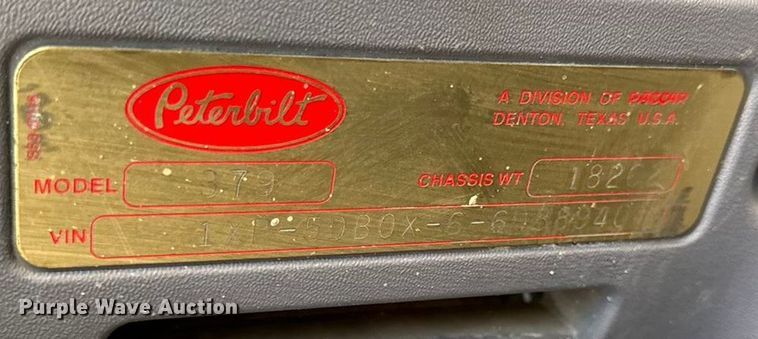 Peterbilt
A DIVISION OF PACCAR
DENTON, TEXAS U.S.A.
MODEL 379
CHASSIS WT
VIN
Purple Wave Auction